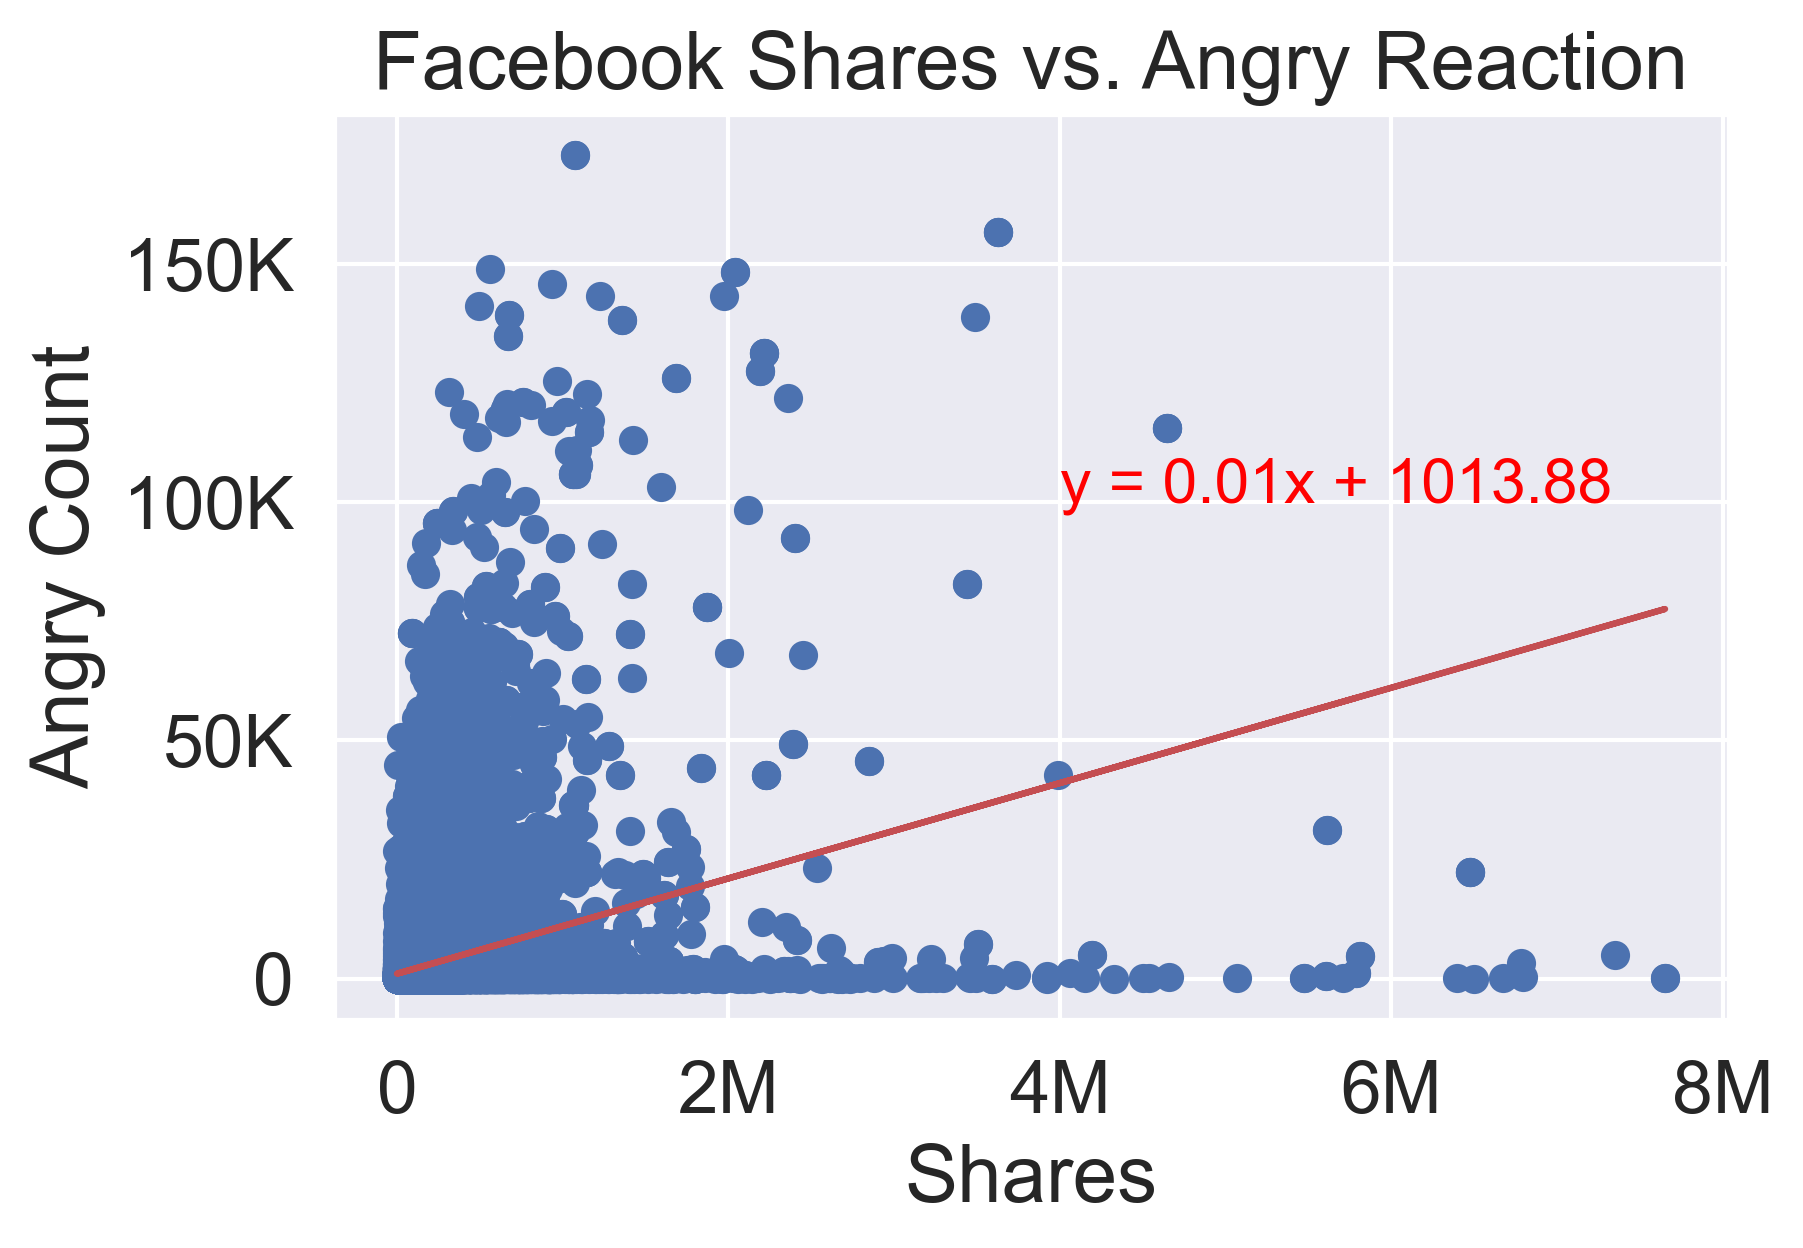 Facebook Shares vs. Angry Reaction
150K
100K
50K
0
Angry Count
y = 0.01x + 1013.88
0 2M 4M 6M 8M
Shares